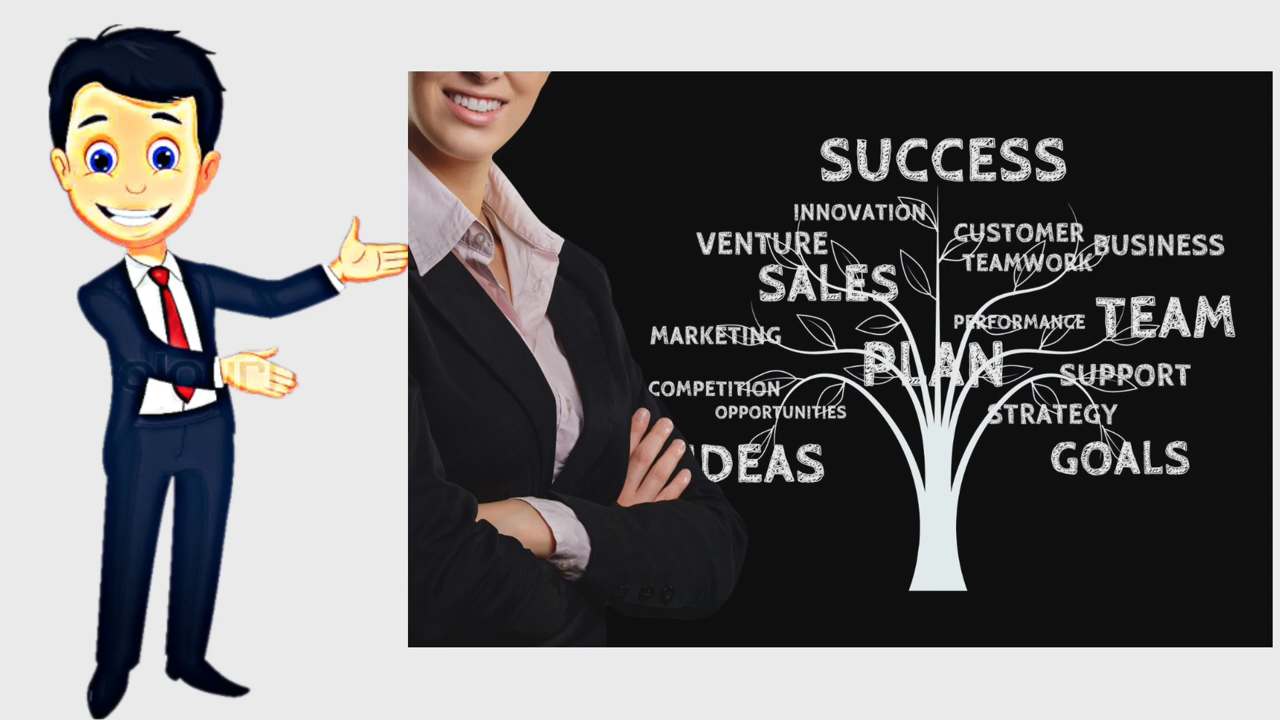 SUCCESS
INNOVATION
CUSTOMER
VENTURE
BUSINESS
TEAMWORK
SALES
TEAM
PERFORMANCE
MARKETING
PLAN
SUPPORT
COMPETITION
OPPORTUNITIES
STRATEGY
IDEAS
GOALS